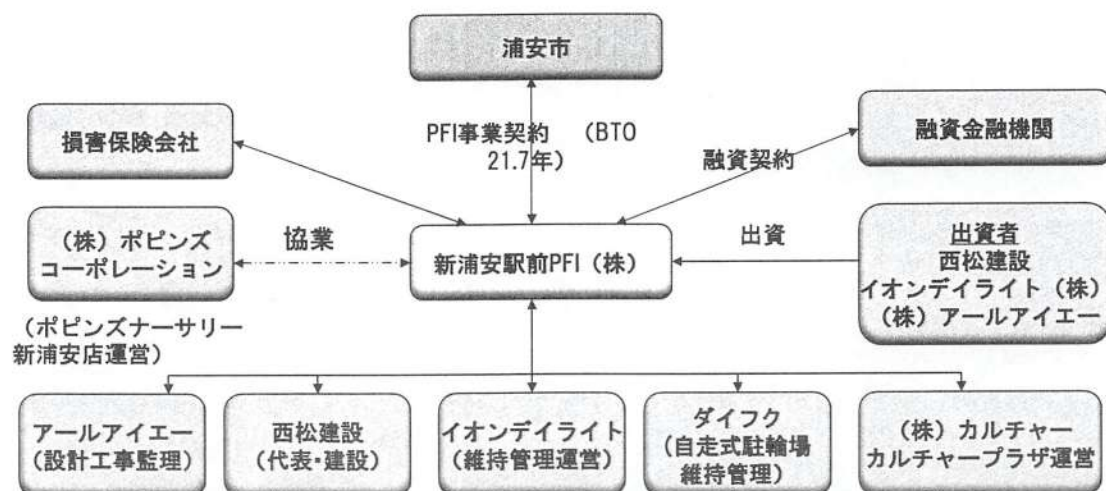 浦安市
損害保険会社
PFI事業契約 （BTO
21.7年）
融資契約
融資金融機関
（株）ポピンズ
コーポレーション
協業
新浦安駅前PFI（株）
出資
出資者
西松建設
イオンデイライト（株）
（株）アールアイエー
（ポピンズナーサリー
新浦安店運営）
アールアイエー
（設計工事監理）
西松建設
（代表・建設）
イオンデイライト
（維持管理運営）
ダイフク
（自走式駐輪場
維持管理）
（株）カルチャー
カルチャープラザ運営